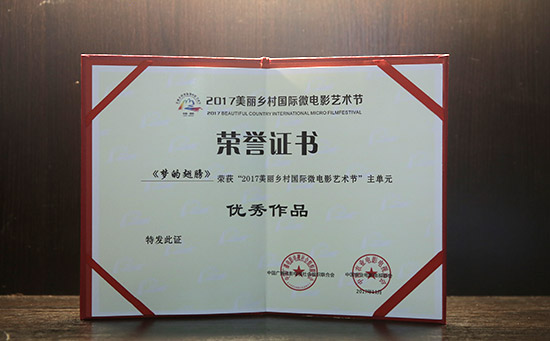 2017美丽乡村国际微电影艺术节
2017 BEAUTIFUL COUNTRY INTERNATIONAL MICRO FILMFESTIVAL
荣誉证书
《梦的翅膀》 荣获“2017美丽乡村国际微电影艺术节”主单元
优秀作品
特发此证